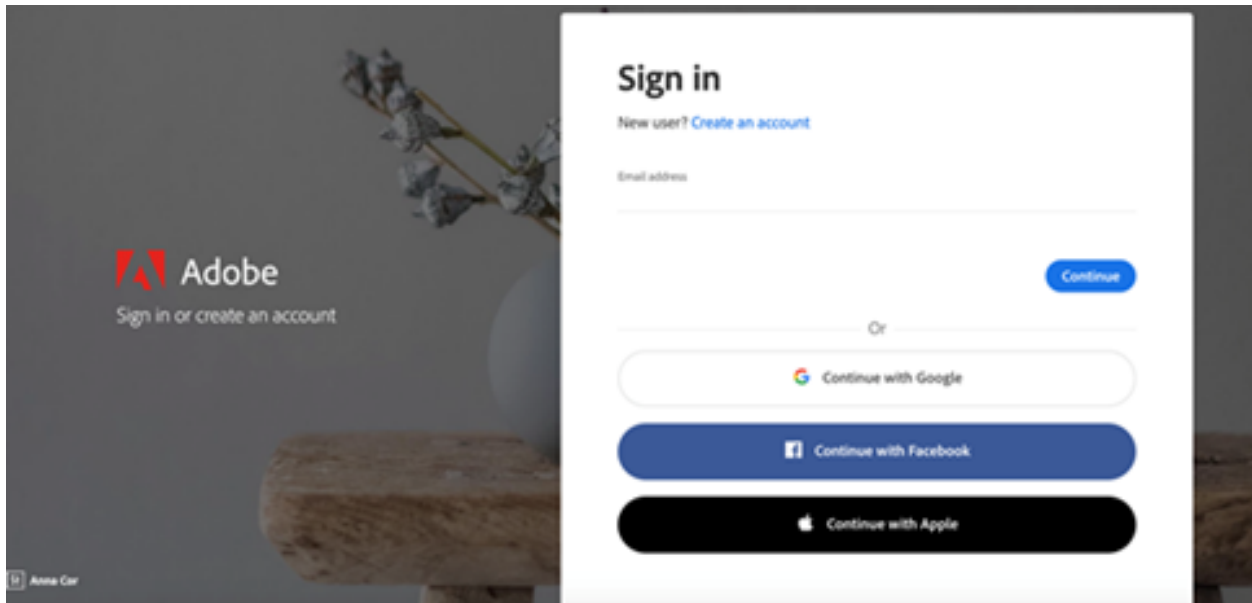 Adobe
Sign in or create an account
St Anna Cor
Sign in
New user? Create an account
Email address
Continue
Or
Continue with Google
Continue with Facebook
Continue with Apple